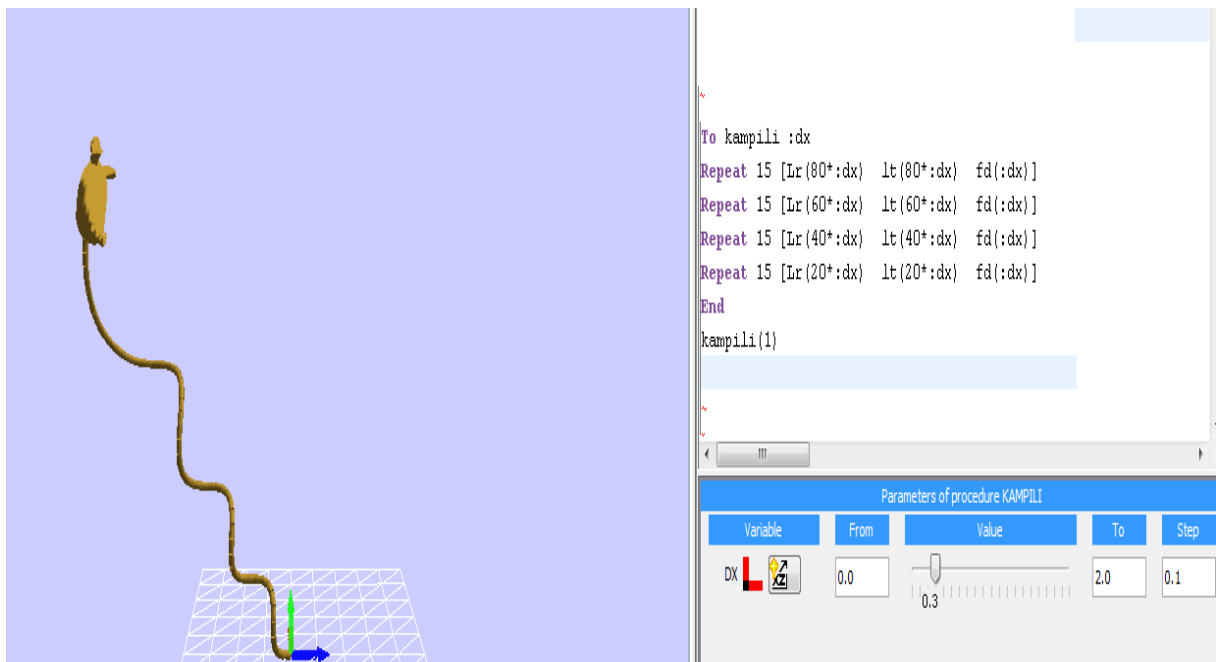 To kampili :dx
Repeat 15 [Lr(80*:dx)  lt(80*:dx)  fd(:dx)]
Repeat 15 [Lr(60*:dx)  lt(60*:dx)  fd(:dx)]
Repeat 15 [Lr(40*:dx)  lt(40*:dx)  fd(:dx)]
Repeat 15 [Lr(20*:dx)  lt(20*:dx)  fd(:dx)]
End
kampili(1)
Parameters of procedure KAMPILI
Variable From Value To Step
DX 0.0 0.3 2.0 0.1